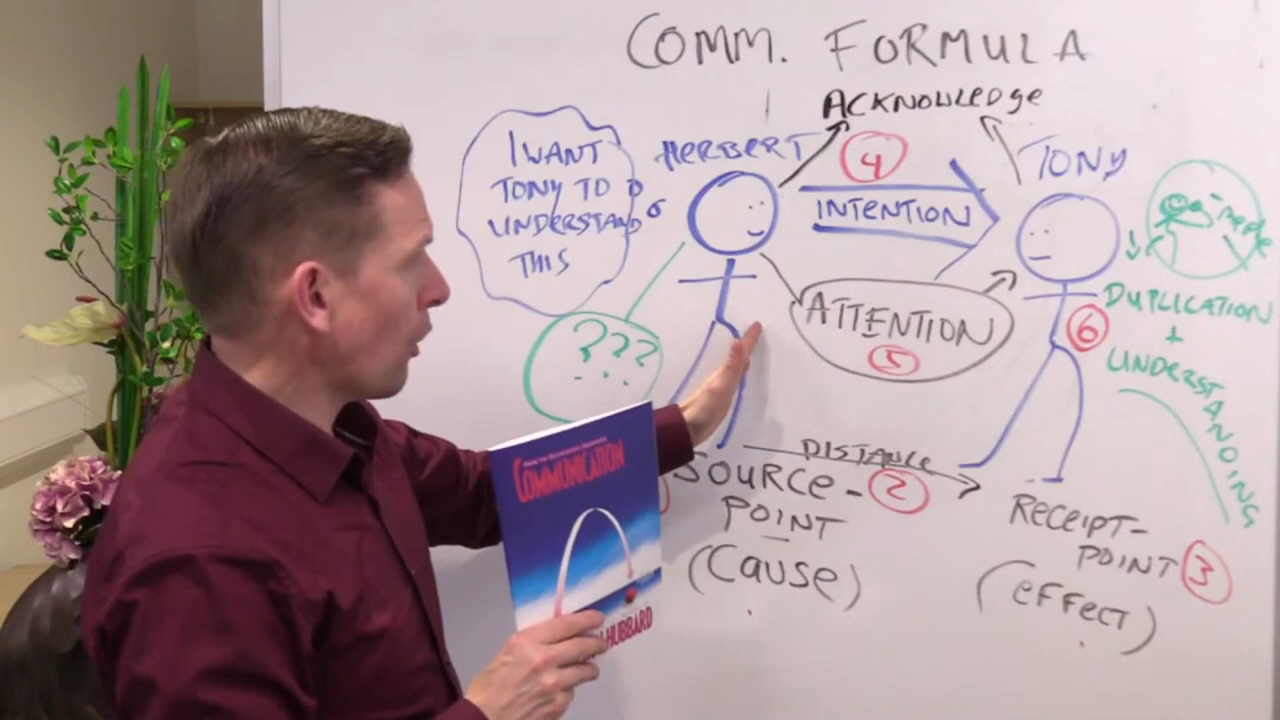 COMM. FORMULA
ACKNOWLEDGE
I WANT
TONY TO
UNDERSTAND
THIS
HERBERT
4
INTENTION
TONY
apple
DUPLICATION
+
UNDERSTANDING
???
ATTENTION
5
6
DISTANCE
2
SOURCE-
POINT
(CAUSE)
RECEIPT-
POINT
3
(EFFECT)
COMMUNICATION
HUBBARD